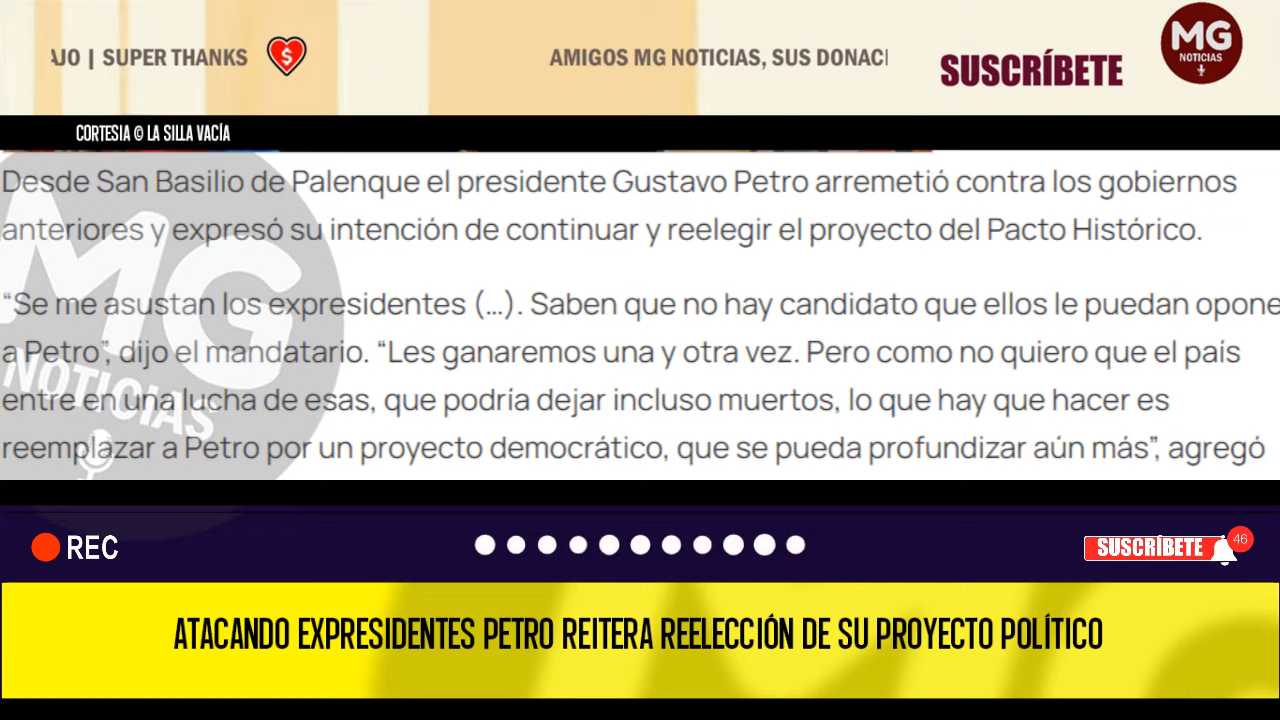 AJO | SUPER THANKS
$
AMIGOS MG NOTICIAS, SUS DONACI
SUSCRÍBETE
MG
NOTICIAS
CORTESIA © LA SILLA VACÍA
Desde San Basilio de Palenque el presidente Gustavo Petro arremetió contra los gobiernos
anteriores y expresó su intención de continuar y reelegir el proyecto del Pacto Histórico.
“Se me asustan los expresidentes (...). Saben que no hay candidato que ellos le puedan opone
a Petro”, dijo el mandatario. “Les ganaremos una y otra vez. Pero como no quiero que el país
entre en una lucha de esas, que podría dejar incluso muertos, lo que hay que hacer es
reemplazar a Petro por un proyecto democrático, que se pueda profundizar aún más”, agregó
MG
NOTICIAS
REC
SUSCRÍBETE
46
ATACANDO EXPRESIDENTES PETRO REITERA REELECCIÓN DE SU PROYECTO POLÍTICO